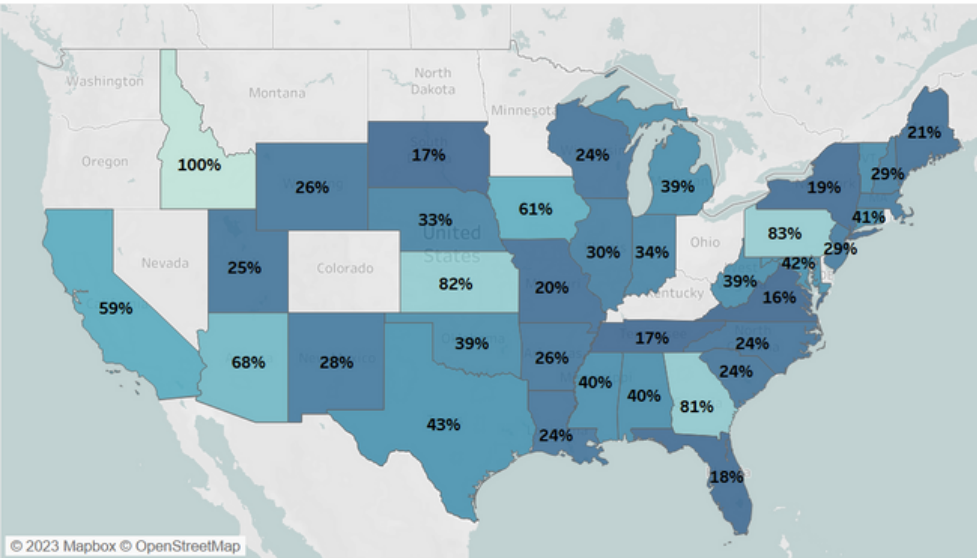 Washington
North
Dakota
Montana
Minnesota
Oregon
100%
26%
17%
24%
39%
21%
29%
19%
41%
61%
33%
United
States
83%
29%
42%
Nevada
25%
Colorado
82%
20%
30%
34%
Ohio
39%
16%
Kentucky
59%
68%
28%
39%
26%
17%
24%
North
24%
40%
40%
81%
43%
24%
18%
© 2023 Mapbox © OpenStreetMap